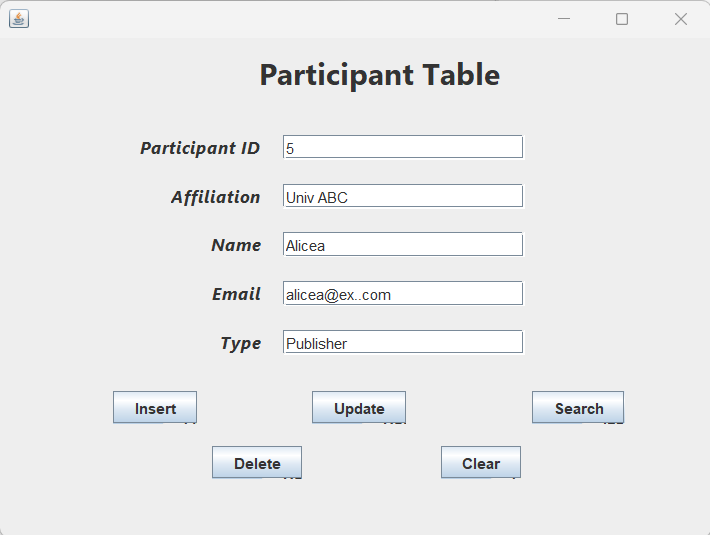 Participant Table
Participant ID 5
Affiliation Univ ABC
Name Alicea
Email alicea@ex..com
Type Publisher
Insert Update Search
Delete Clear